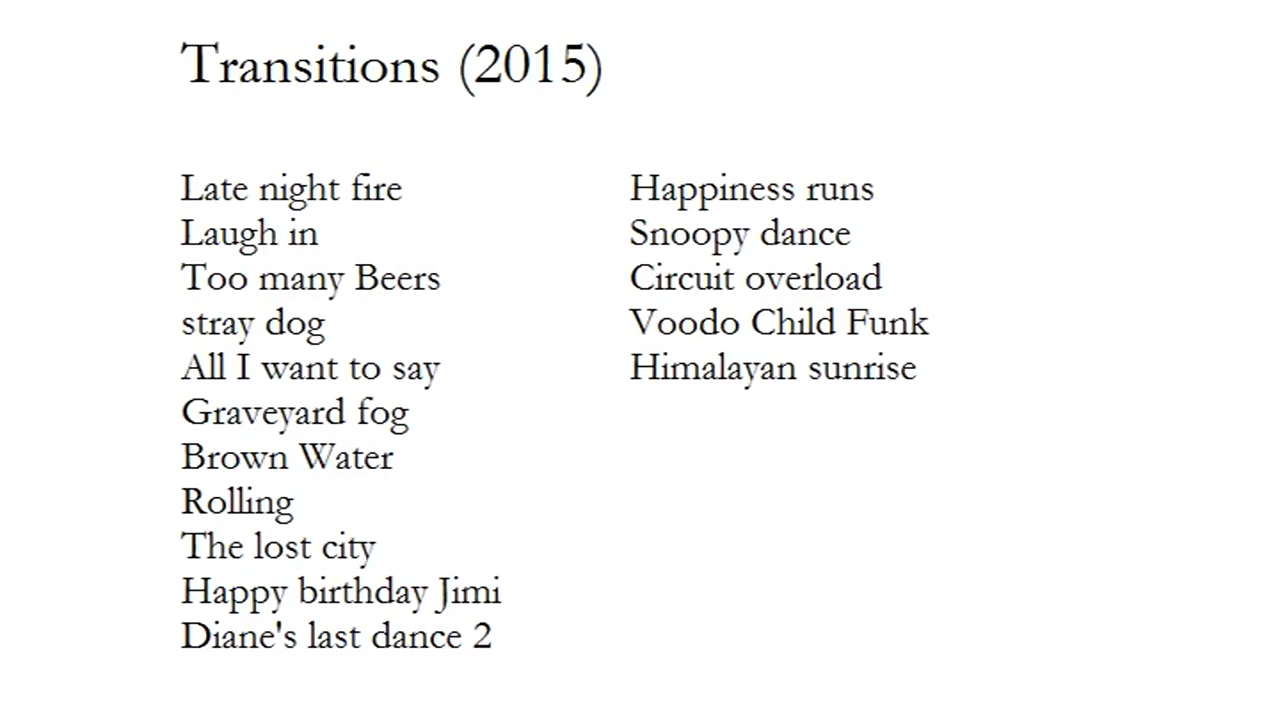 Transitions (2015)
Late night fire
Laugh in
Too many Beers
stray dog
All I want to say
Graveyard fog
Brown Water
Rolling
The lost city
Happy birthday Jimi
Diane's last dance 2
Happiness runs
Snoopy dance
Circuit overload
Voodo Child Funk
Himalayan sunrise